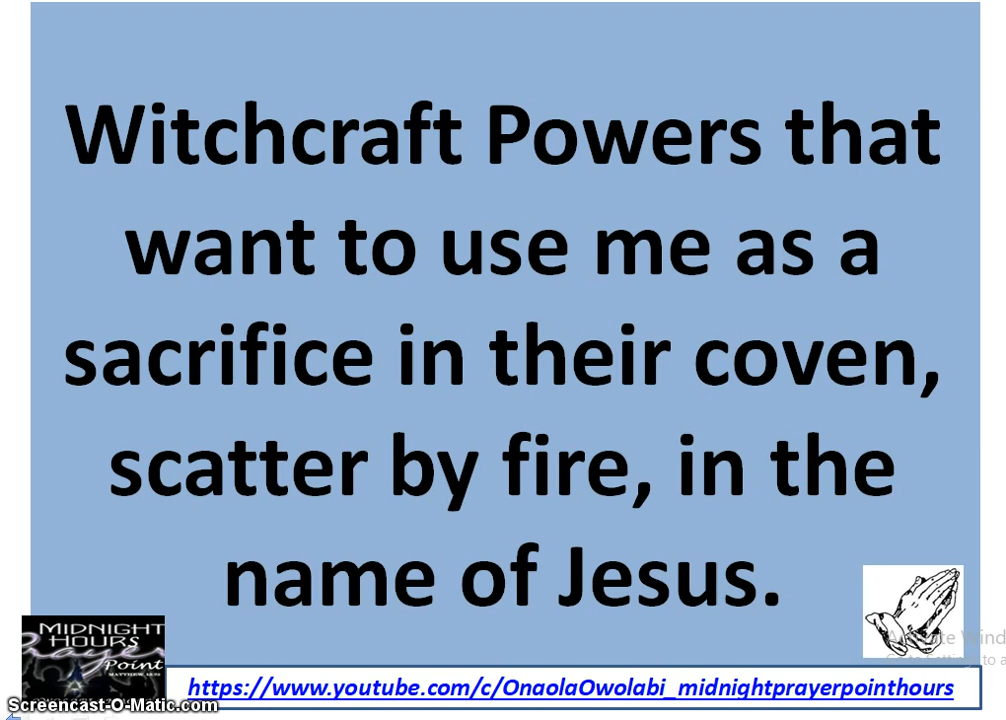 Witchcraft Powers that
want to use me as a
sacrifice in their coven,
scatter by fire, in the
name of Jesus.
MIDNIGHT
HOURS
Prayer
Point
https://www.youtube.com/c/OnaolaOwolabi_midnightprayerpointhours
Screencast-O-Matic.com